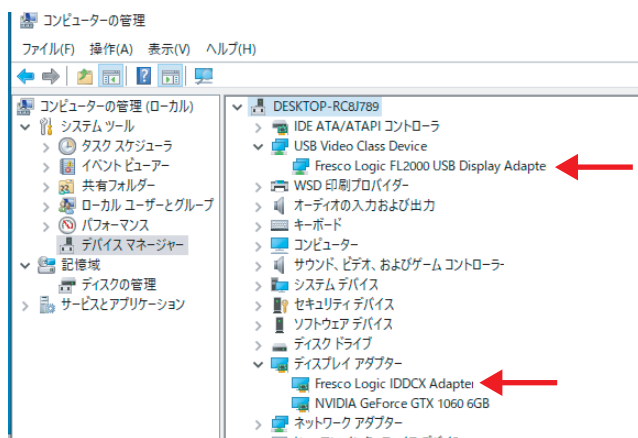 コンピューターの管理
ファイル(F) 操作(A) 表示(V) ヘルプ(H)
コンピューターの管理 (ローカル)
システム ツール
タスク スケジューラ
イベント ビューアー
共有フォルダー
ローカル ユーザーとグループ
パフォーマンス
デバイス マネージャー
記憶域
ディスクの管理
サービスとアプリケーション
DESKTOP-RC8J789
IDE ATA/ATAPI コントローラ
USB Video Class Device
Fresco Logic FL2000 USB Display Adapte
WSD 印刷プロバイダー
オーディオの入力および出力
キーボード
コンピューター
サウンド、ビデオ、およびゲーム コントローラー
システム デバイス
セキュリティ デバイス
ソフトウェア デバイス
ディスク ドライブ
ディスプレイ アダプター
Fresco Logic IDDCX Adapter
NVIDIA GeForce GTX 1060 6GB
ネットワーク アダプター